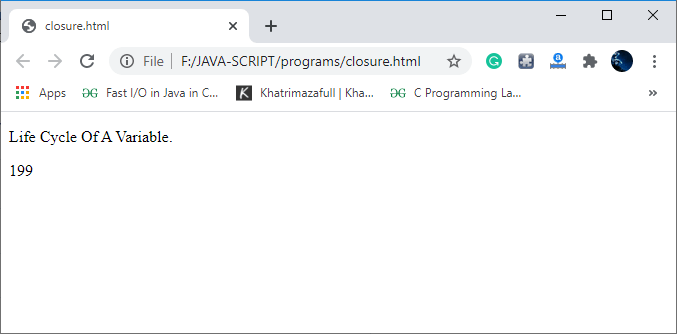 closure.html
File F:/JAVA-SCRIPT/programs/closure.html
Apps Fast I/O in Java in C... Khatrimazafull | Kha... C Programming La... »
Life Cycle Of A Variable.
199